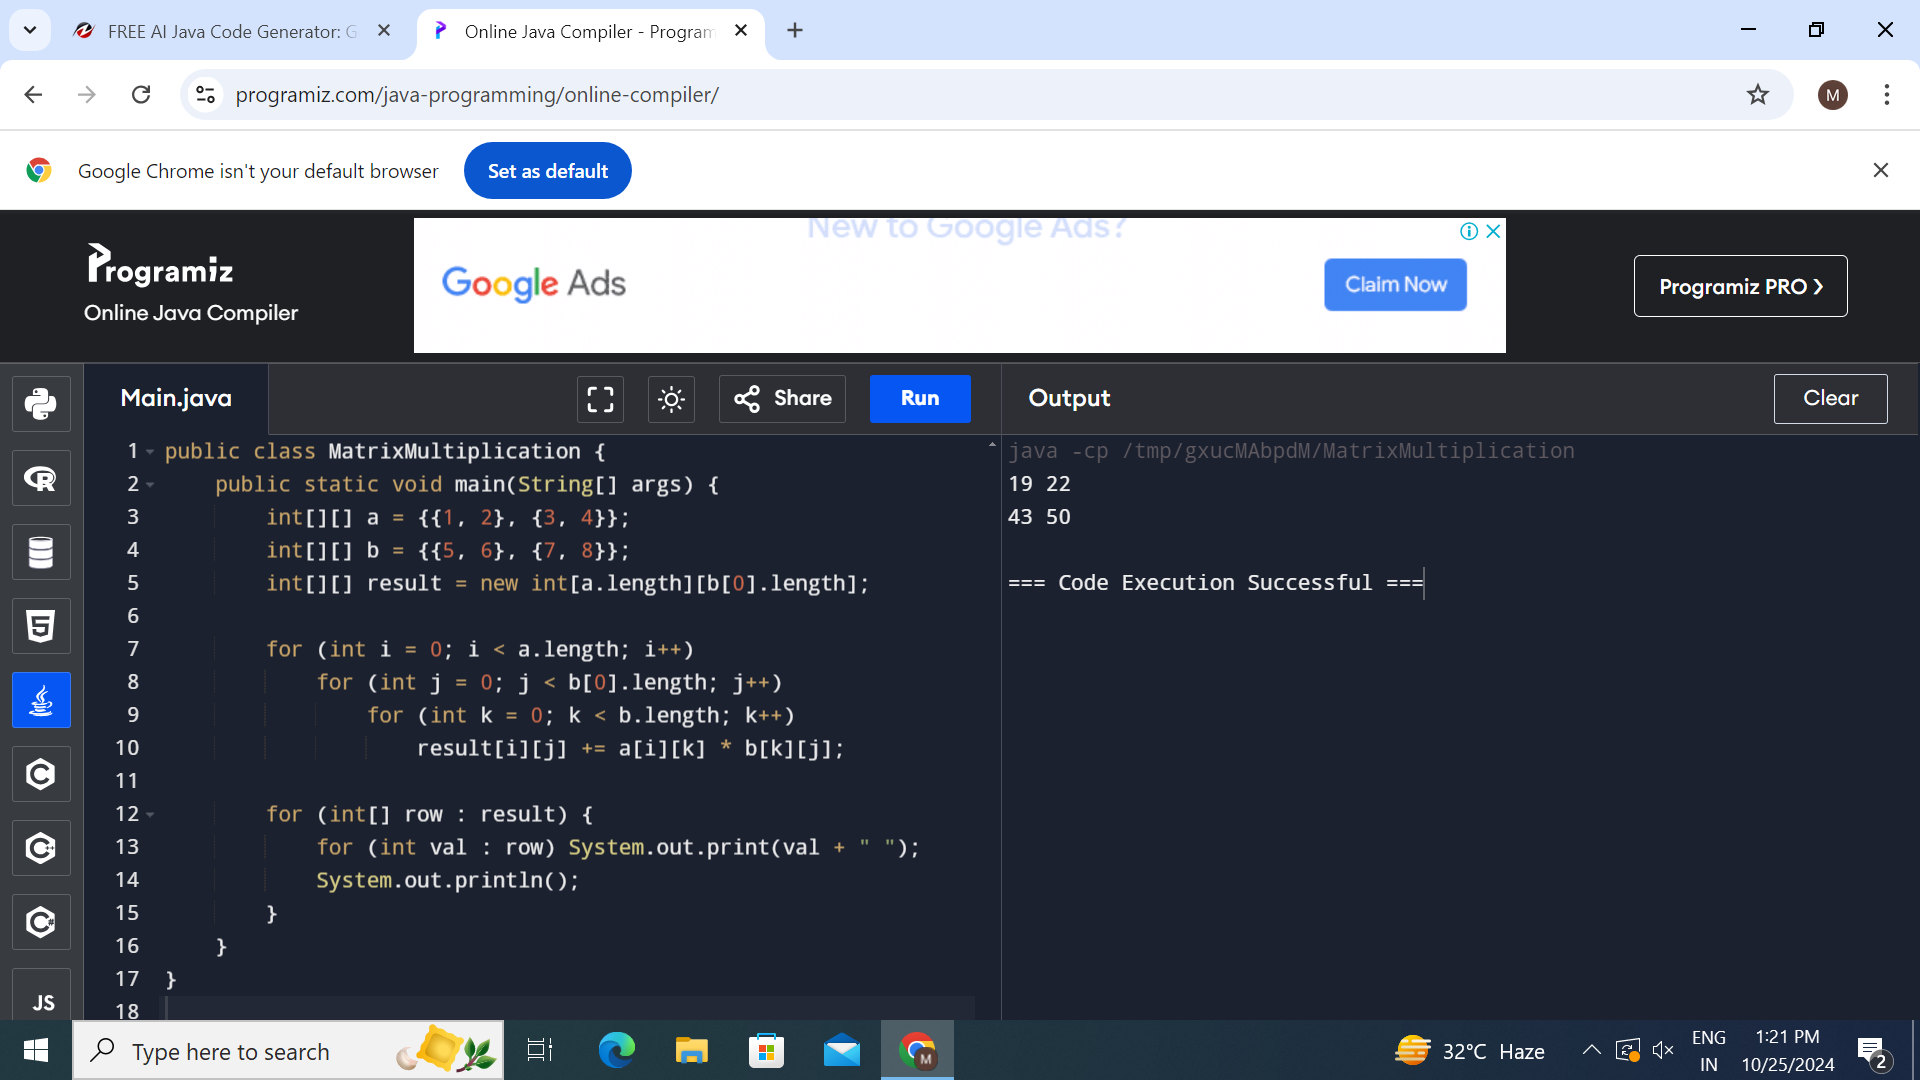 FREE AI Java Code Generator: G
Online Java Compiler - Program
programiz.com/java-programming/online-compiler/
M
Google Chrome isn't your default browser
Set as default
Programiz
Online Java Compiler
New to Google Ads?
Google Ads
Claim Now
Programiz PRO ❯
Main.java
Share
Run
Output
Clear
1 public class MatrixMultiplication {
2     public static void main(String[] args) {
3         int[][] a = {{1, 2}, {3, 4}};
4         int[][] b = {{5, 6}, {7, 8}};
5         int[][] result = new int[a.length][b[0].length];
6
7         for (int i = 0; i < a.length; i++)
8             for (int j = 0; j < b[0].length; j++)
9                 for (int k = 0; k < b.length; k++)
10                     result[i][j] += a[i][k] * b[k][j];
11
12         for (int[] row : result) {
13             for (int val : row) System.out.print(val + " ");
14             System.out.println();
15         }
16     }
17 }
18
java -cp /tmp/gxucMAbpdM/MatrixMultiplication
19 22
43 50
=== Code Execution Successful ===
R
5
C
C++
C#
JS
Type here to search
M
32°C Haze
ENG
IN
1:21 PM
10/25/2024
2